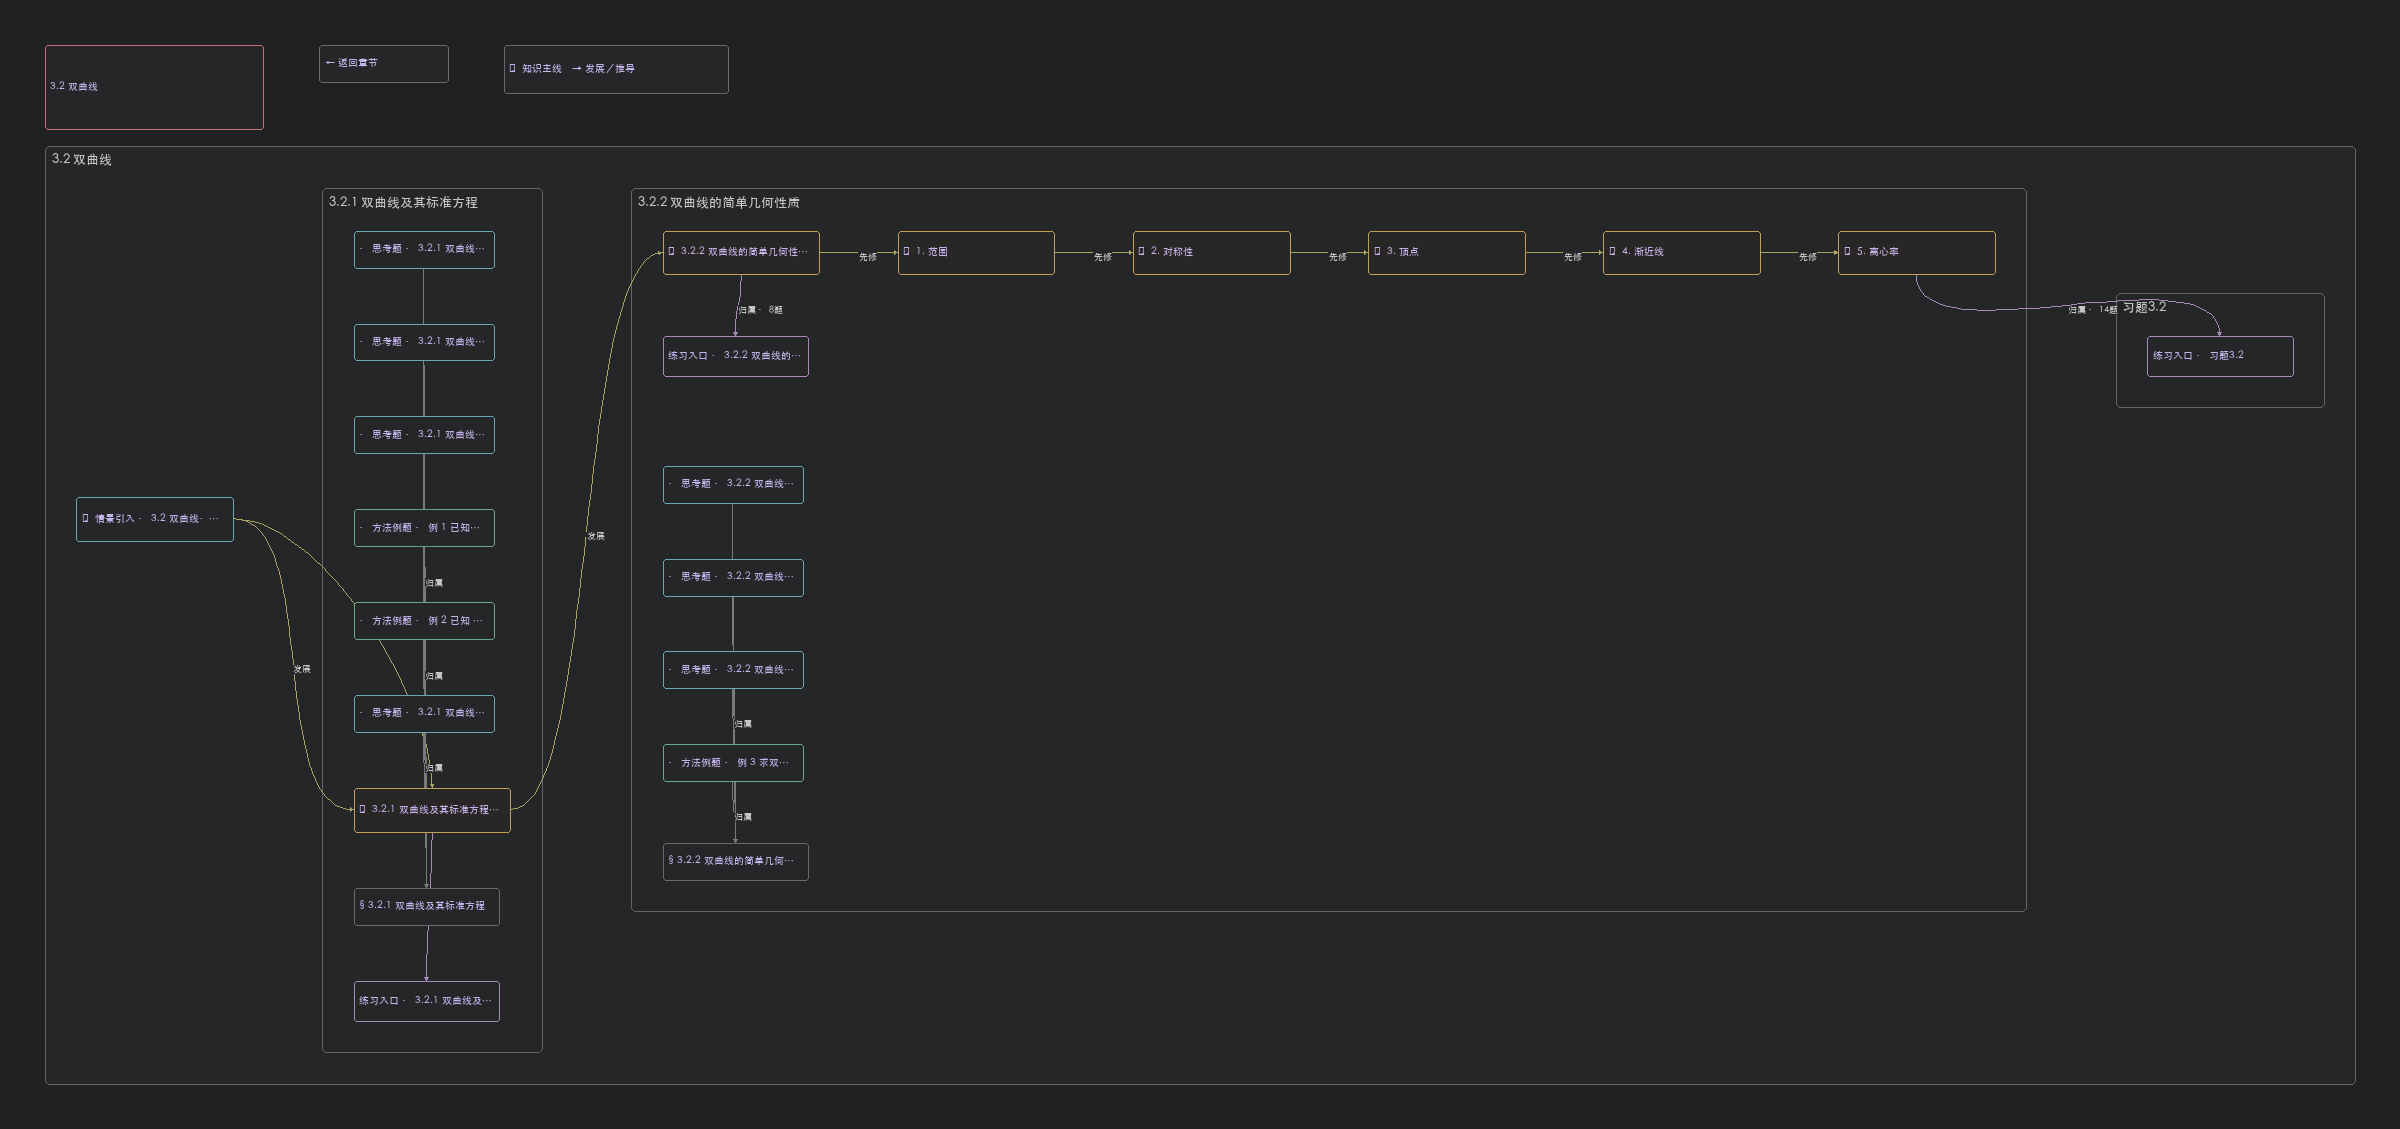 3.2 双曲线
← 返回章节
知识主线 → 发展／推导
3.2 双曲线
3.2.1 双曲线及其标准方程
- 思考题 · 3.2.1 双曲线…
- 思考题 · 3.2.1 双曲线…
- 思考题 · 3.2.1 双曲线…
- 方法例题 · 例 1 已知…
归属
- 方法例题 · 例 2 已知 …
归属
- 思考题 · 3.2.1 双曲线…
归属
3.2.1 双曲线及其标准方程…
§ 3.2.1 双曲线及其标准方程
练习入口 · 3.2.1 双曲线及…
情景引入 · 3.2 双曲线· …
发展
发展
3.2.2 双曲线的简单几何性质
3.2.2 双曲线的简单几何性…
先修
1. 范围
先修
2. 对称性
先修
3. 顶点
先修
4. 渐近线
先修
5. 离心率
归属 · 8题
练习入口 · 3.2.2 双曲线的…
- 思考题 · 3.2.2 双曲线…
- 思考题 · 3.2.2 双曲线…
- 思考题 · 3.2.2 双曲线…
归属
- 方法例题 · 例 3 求双…
归属
§ 3.2.2 双曲线的简单几何…
归属 · 14题
习题3.2
练习入口 · 习题3.2